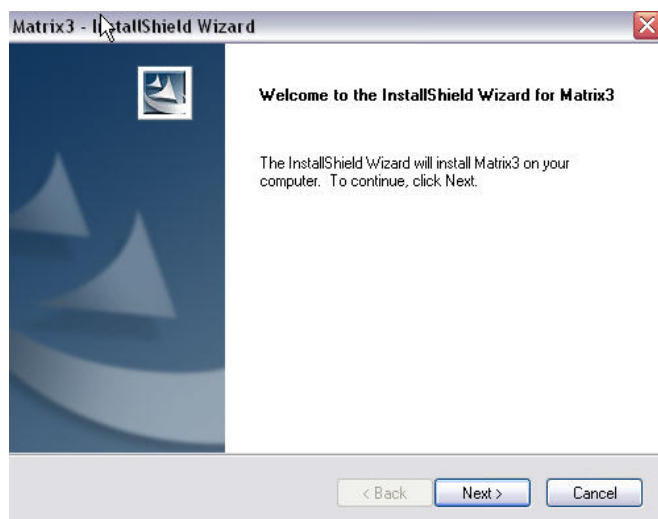 Matrix3 - InstallShield Wizard
Welcome to the InstallShield Wizard for Matrix3
The InstallShield Wizard will install Matrix3 on your
computer. To continue, click Next.
< Back Next > Cancel